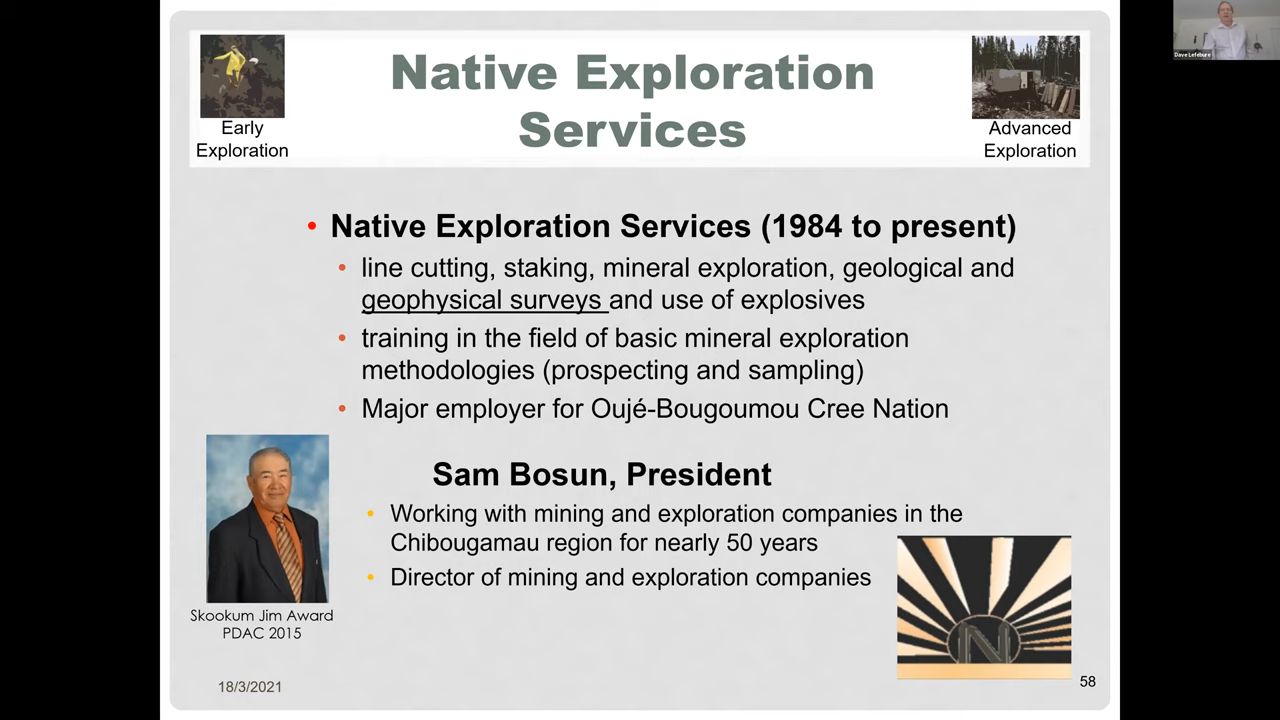 Native Exploration
Services
Early
Exploration
Advanced
Exploration
• Native Exploration Services (1984 to present)
• line cutting, staking, mineral exploration, geological and
geophysical surveys and use of explosives
• training in the field of basic mineral exploration
methodologies (prospecting and sampling)
• Major employer for Oujé-Bougoumou Cree Nation
Sam Bosun, President
• Working with mining and exploration companies in the
Chibougamau region for nearly 50 years
• Director of mining and exploration companies
Skookum Jim Award
PDAC 2015
N
18/3/2021
58
Dave Lefebure